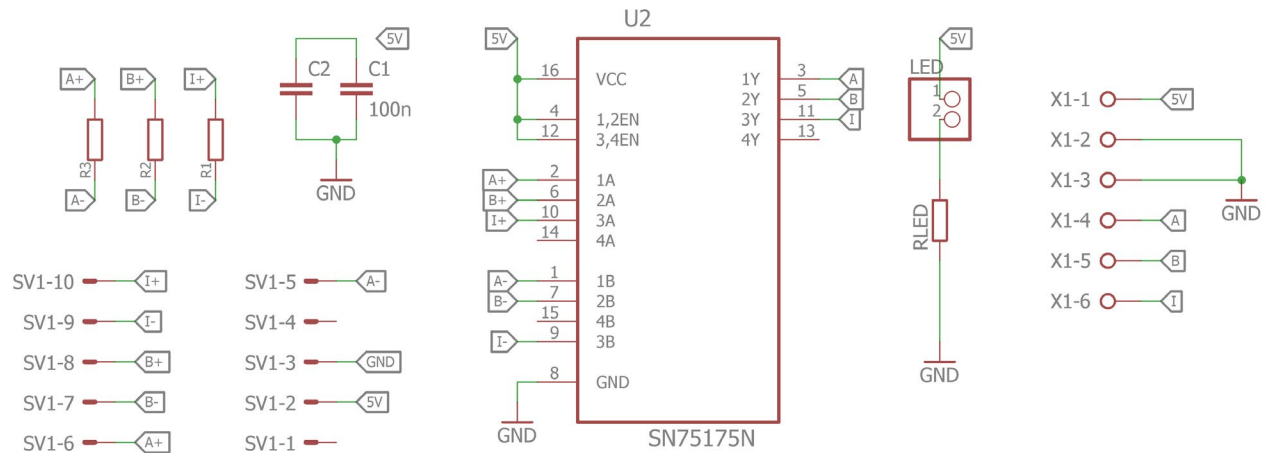 U2
5V
5V
5V
LED
A+
B+
I+
C2
C1
100n
R3
R2
R1
A-
B-
I-
GND
16
VCC
4
1,2EN
12
3,4EN
A+
2
1A
B+
6
2A
I+
10
3A
14
4A
A-
1
1B
B-
7
2B
15
4B
I-
9
3B
8
GND
GND
1Y
3
A
2Y
5
B
3Y
11
I
4Y
13
SN75175N
1
2
RLED
GND
X1-1
5V
X1-2
X1-3
GND
X1-4
A
X1-5
B
X1-6
I
SV1-10
I+
SV1-5
A-
SV1-9
I-
SV1-4
SV1-8
B+
SV1-3
GND
SV1-7
B-
SV1-2
5V
SV1-6
A+
SV1-1